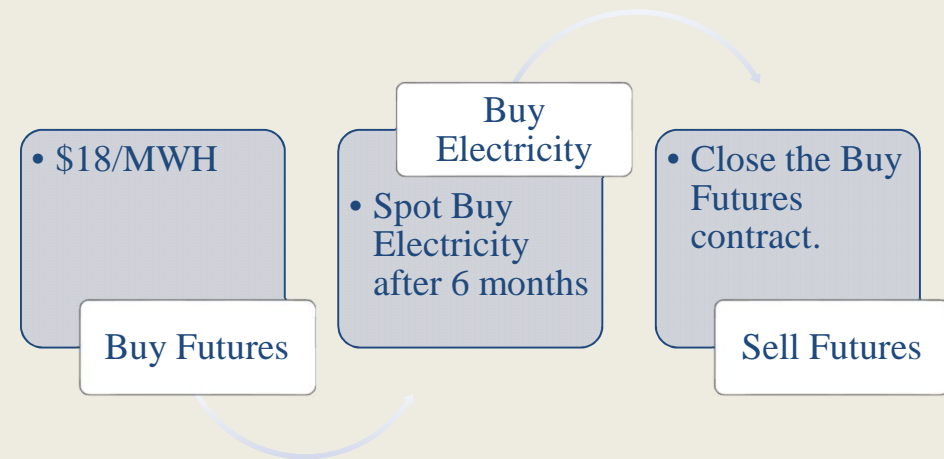 • $18/MWH
Buy Futures
Buy
Electricity
• Spot Buy
Electricity
after 6 months
• Close the Buy
Futures
contract.
Sell Futures